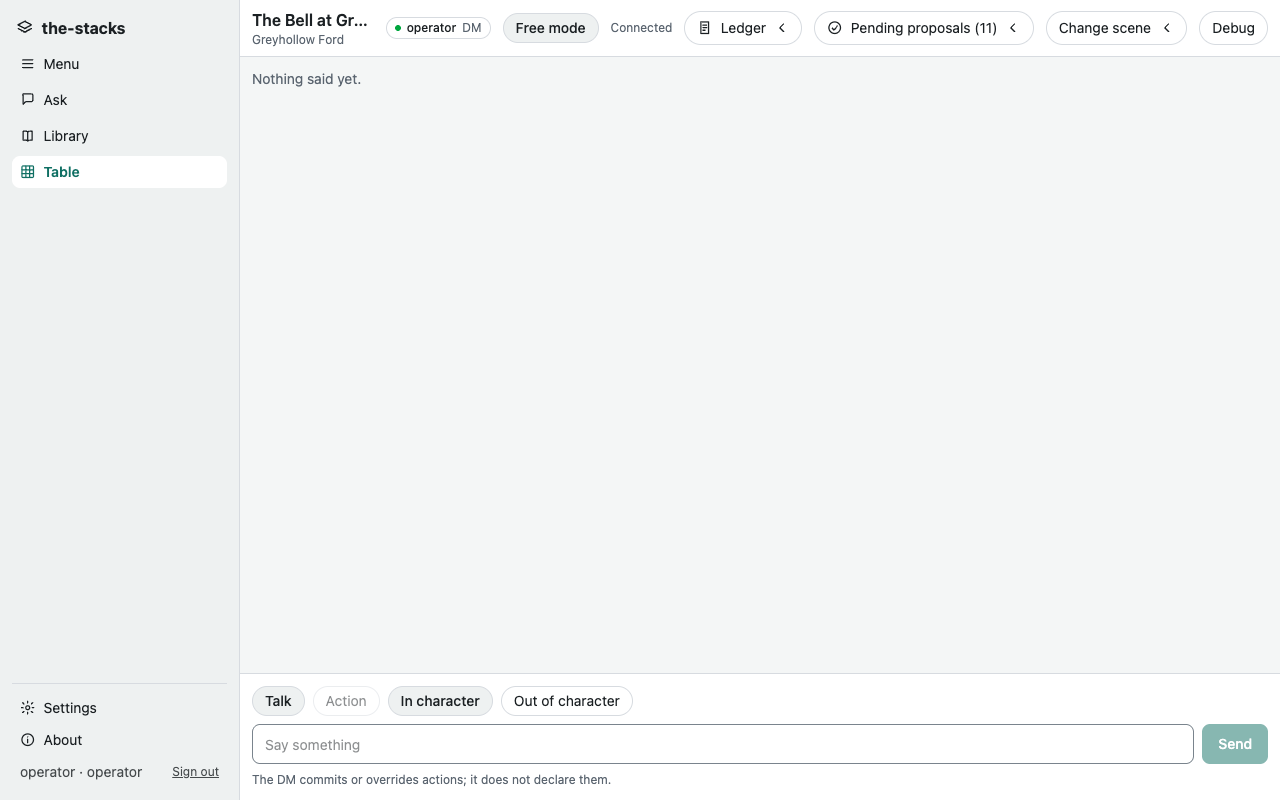 the-stacks
Menu
Ask
Library
Table
Settings
About
operator · operator
Sign out
The Bell at Gr...
Greyhollow Ford
operator DM
Free mode
Connected
Ledger
Pending proposals (11)
Change scene
Debug
Nothing said yet.
Talk
Action
In character
Out of character
Say something
Send
The DM commits or overrides actions; it does not declare them.